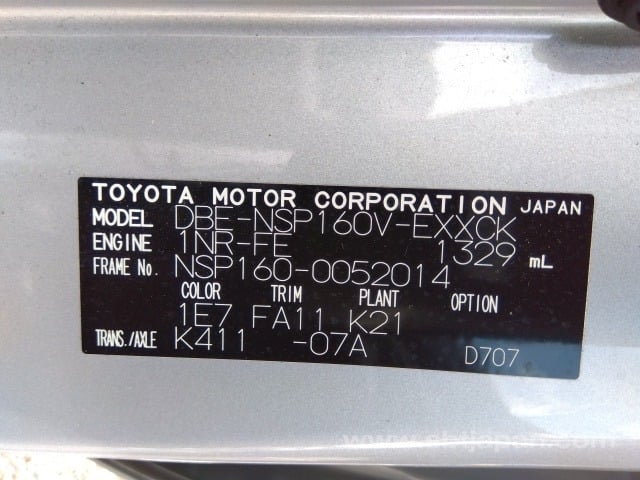 TOYOTA MOTOR CORPORATION JAPAN
MODEL DBE-NSP160V-EXXCK
ENGINE 1NR-FE 1329 mL
FRAME No. NSP160-0052014
COLOR TRIM PLANT OPTION
1E7 FA11 K21
TRANS./AXLE K411 -07A D707